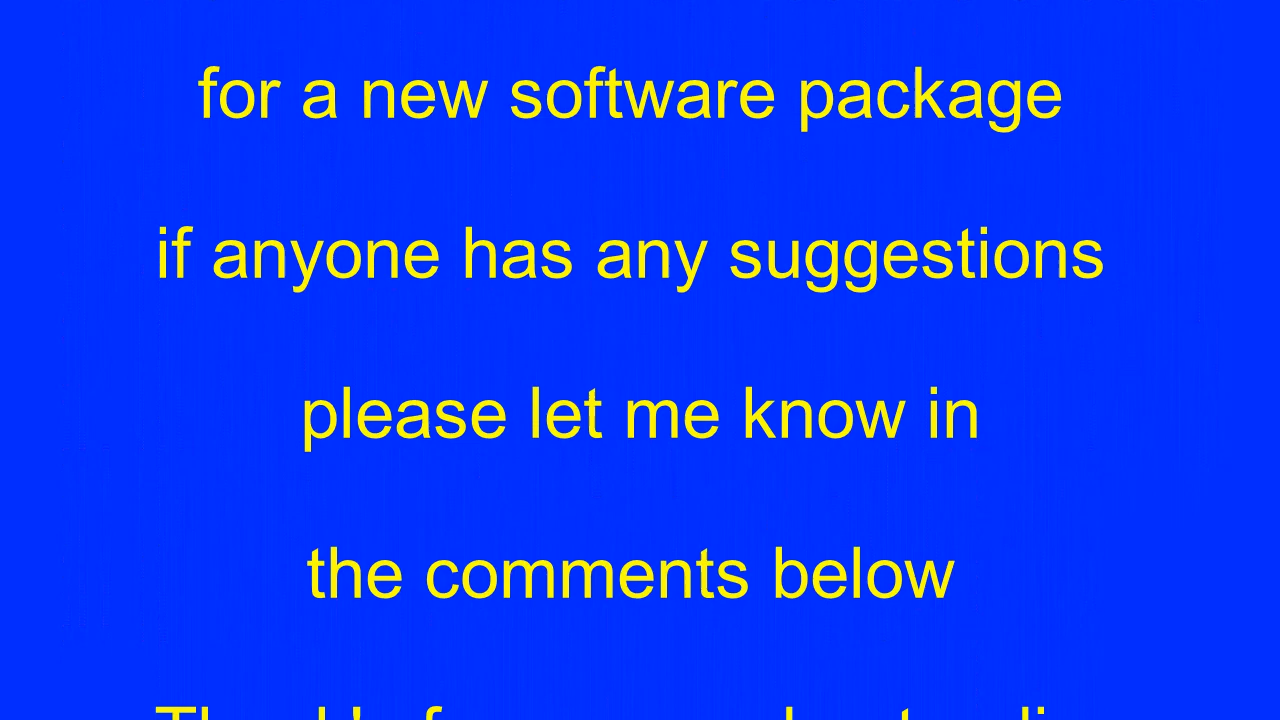 for a new software package
if anyone has any suggestions
please let me know in
the comments below